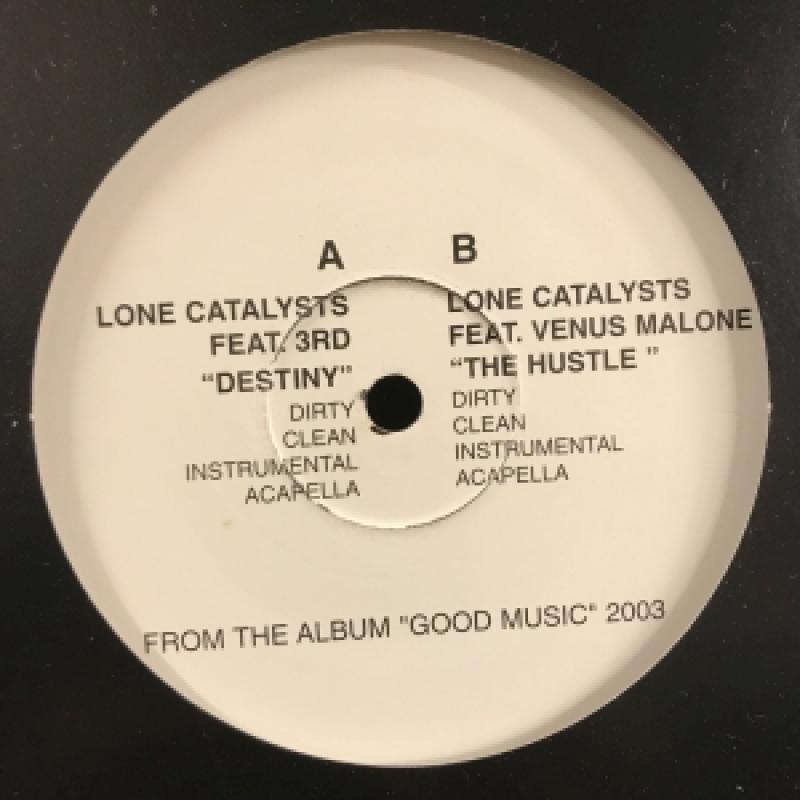 A
LONE CATALYSTS
FEAT. 3RD
“DESTINY”
DIRTY
CLEAN
INSTRUMENTAL
ACAPELLA
B
LONE CATALYSTS
FEAT. VENUS MALONE
“THE HUSTLE ”
DIRTY
CLEAN
INSTRUMENTAL
ACAPELLA
FROM THE ALBUM "GOOD MUSIC" 2003